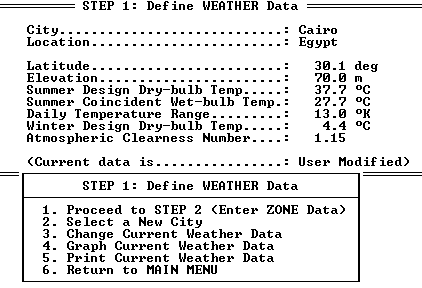 STEP 1: Define WEATHER Data
City............................: Cairo
Location........................: Egypt
Latitude........................: 30.1 deg
Elevation.......................: 70.0 m
Summer Design Dry-bulb Temp.....: 37.7 ºC
Summer Coincident Wet-bulb Temp.: 27.7 ºC
Daily Temperature Range.........: 13.0 ºK
Winter Design Dry-bulb Temp.....: 4.4 ºC
Atmospheric Clearness Number....: 1.15
(Current data is................: User Modified)
STEP 1: Define WEATHER Data
1. Proceed to STEP 2 (Enter ZONE Data)
2. Select a New City
3. Change Current Weather Data
4. Graph Current Weather Data
5. Print Current Weather Data
6. Return to MAIN MENU